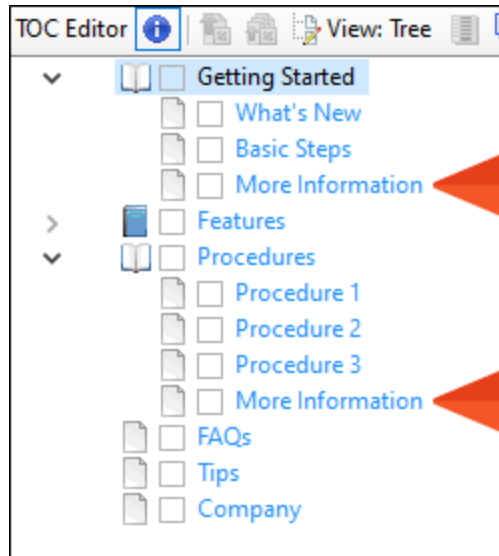 TOC Editor View: Tree
Getting Started
What's New
Basic Steps
More Information
Features
Procedures
Procedure 1
Procedure 2
Procedure 3
More Information
FAQs
Tips
Company